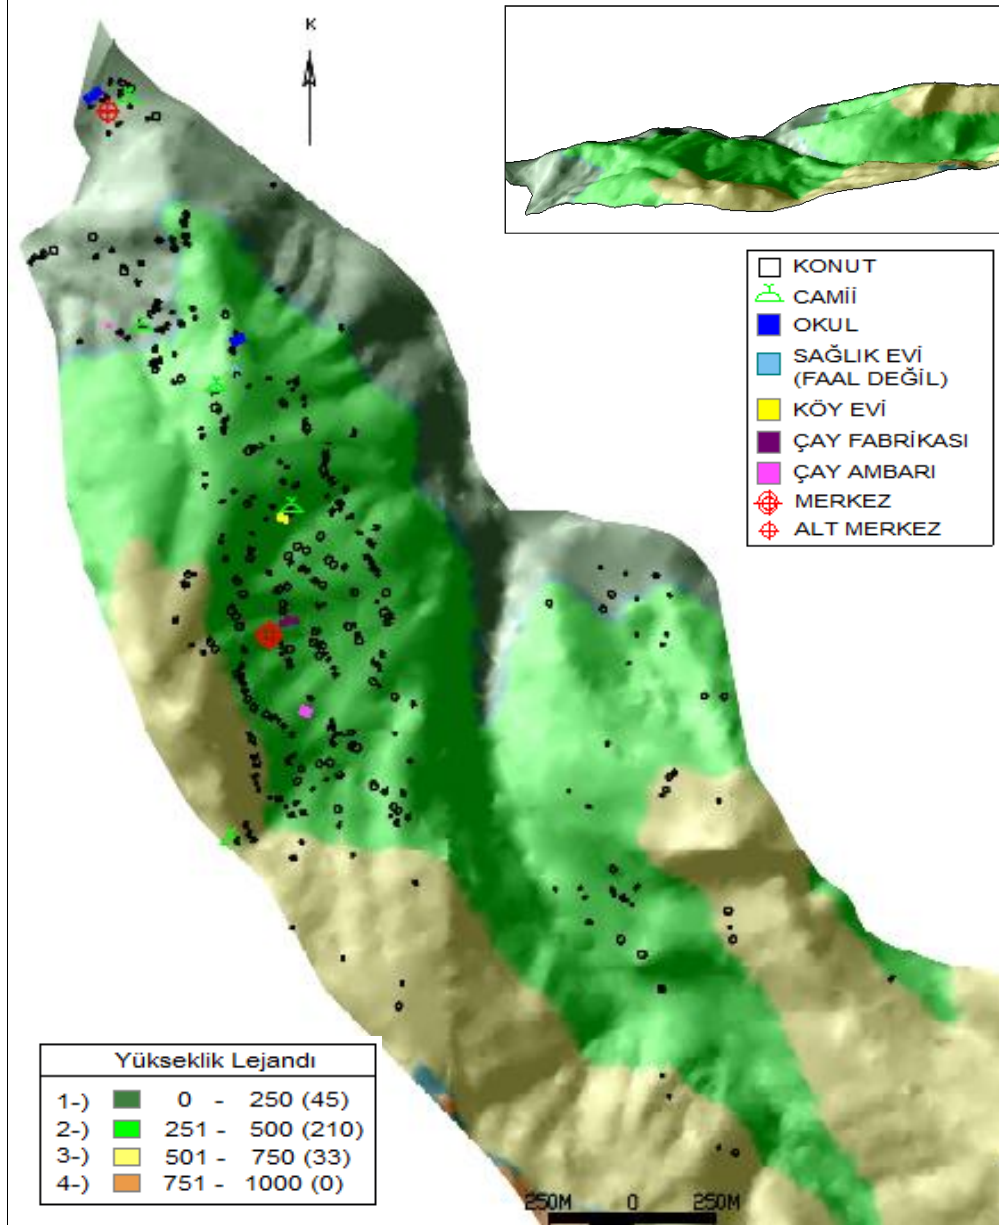 K
KONUT
CAMİİ
OKUL
SAĞLIK EVİ
(FAAL DEĞİL)
KÖY EVİ
ÇAY FABRİKASI
ÇAY AMBARI
MERKEZ
ALT MERKEZ
Yükseklik Lejandı
1-) 0 - 250 (45)
2-) 251 - 500 (210)
3-) 501 - 750 (33)
4-) 751 - 1000 (0)
250M 0 250M